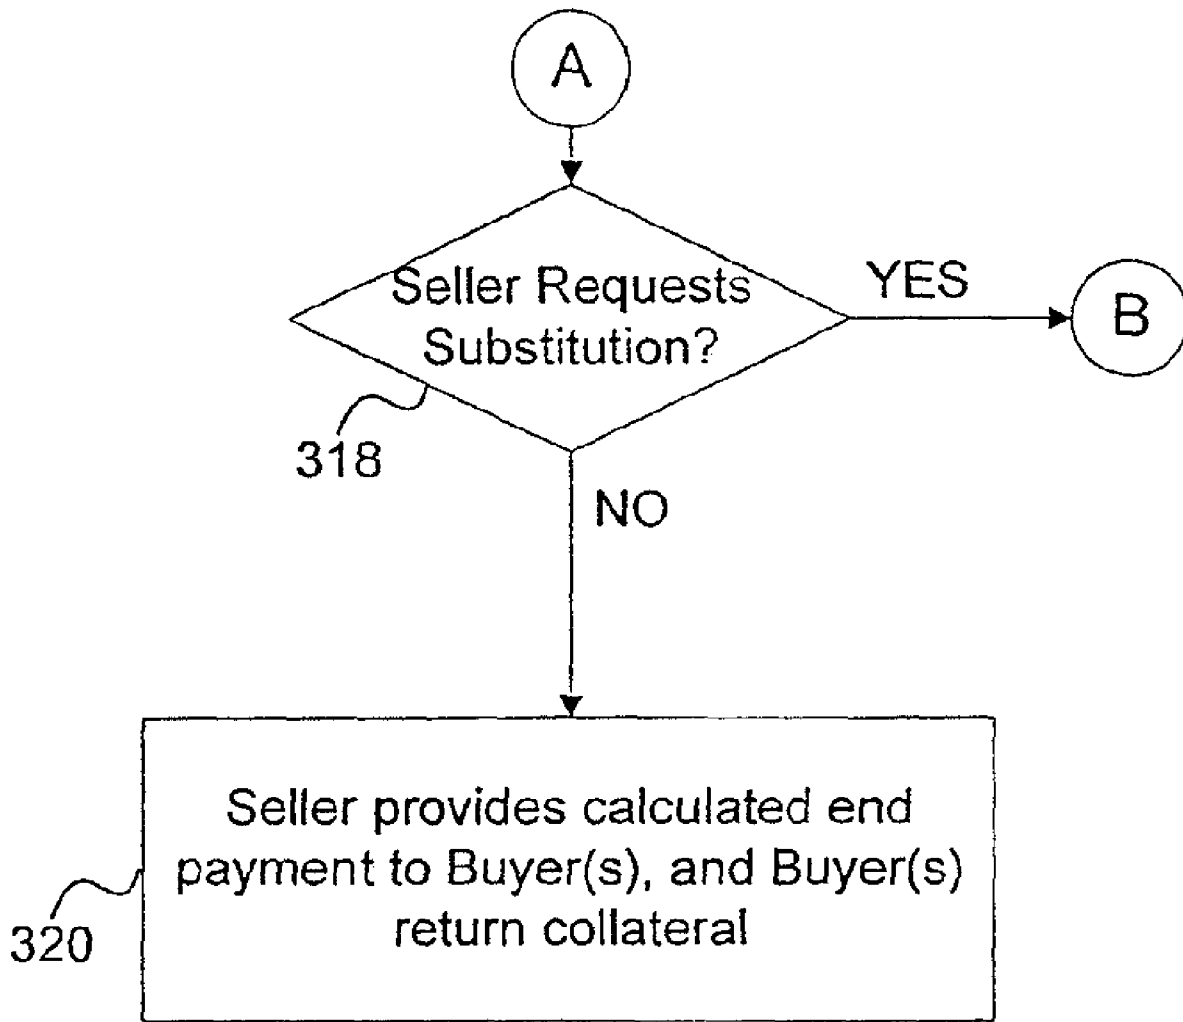 A
Seller Requests
Substitution?
YES
B
318
NO
Seller provides calculated end
payment to Buyer(s), and Buyer(s)
return collateral
320